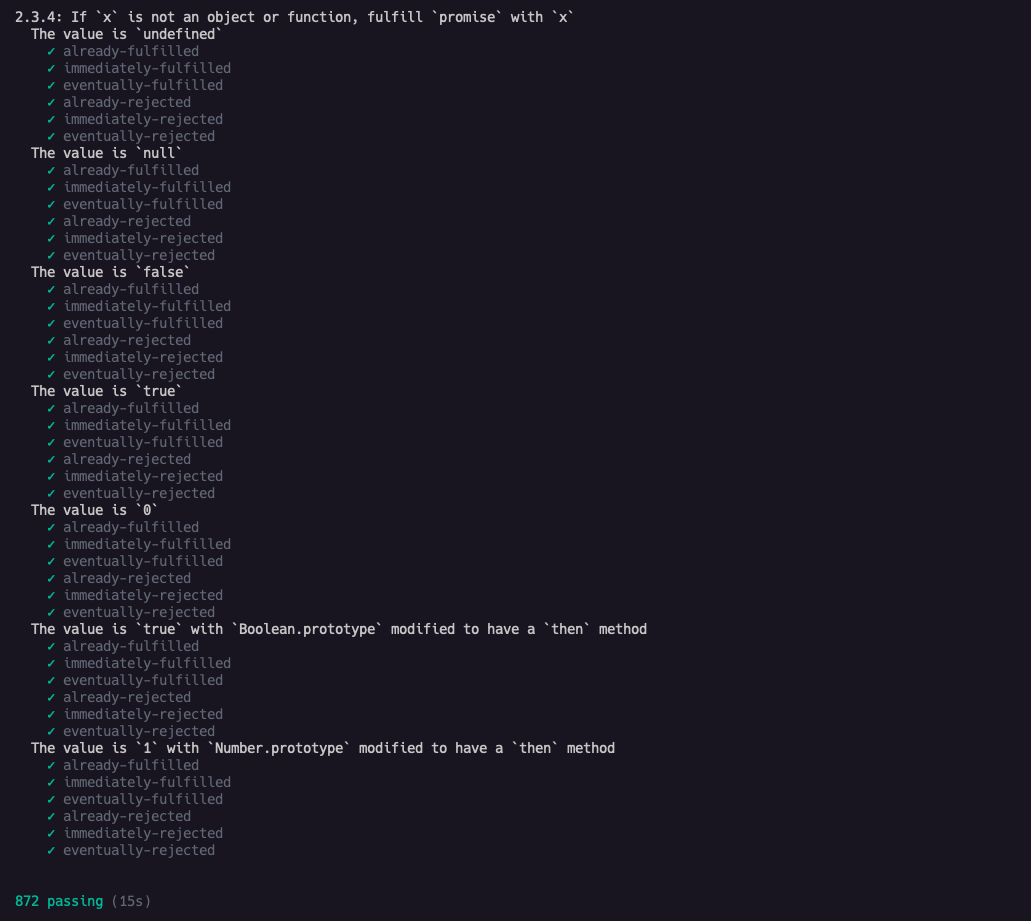 2.3.4: If `x` is not an object or function, fulfill `promise` with `x`
The value is `undefined`
✓ already-fulfilled
✓ immediately-fulfilled
✓ eventually-fulfilled
✓ already-rejected
✓ immediately-rejected
✓ eventually-rejected
The value is `null`
✓ already-fulfilled
✓ immediately-fulfilled
✓ eventually-fulfilled
✓ already-rejected
✓ immediately-rejected
✓ eventually-rejected
The value is `false`
✓ already-fulfilled
✓ immediately-fulfilled
✓ eventually-fulfilled
✓ already-rejected
✓ immediately-rejected
✓ eventually-rejected
The value is `true`
✓ already-fulfilled
✓ immediately-fulfilled
✓ eventually-fulfilled
✓ already-rejected
✓ immediately-rejected
✓ eventually-rejected
The value is `0`
✓ already-fulfilled
✓ immediately-fulfilled
✓ eventually-fulfilled
✓ already-rejected
✓ immediately-rejected
✓ eventually-rejected
The value is `true` with `Boolean.prototype` modified to have a `then` method
✓ already-fulfilled
✓ immediately-fulfilled
✓ eventually-fulfilled
✓ already-rejected
✓ immediately-rejected
✓ eventually-rejected
The value is `1` with `Number.prototype` modified to have a `then` method
✓ already-fulfilled
✓ immediately-fulfilled
✓ eventually-fulfilled
✓ already-rejected
✓ immediately-rejected
✓ eventually-rejected
872 passing (15s)